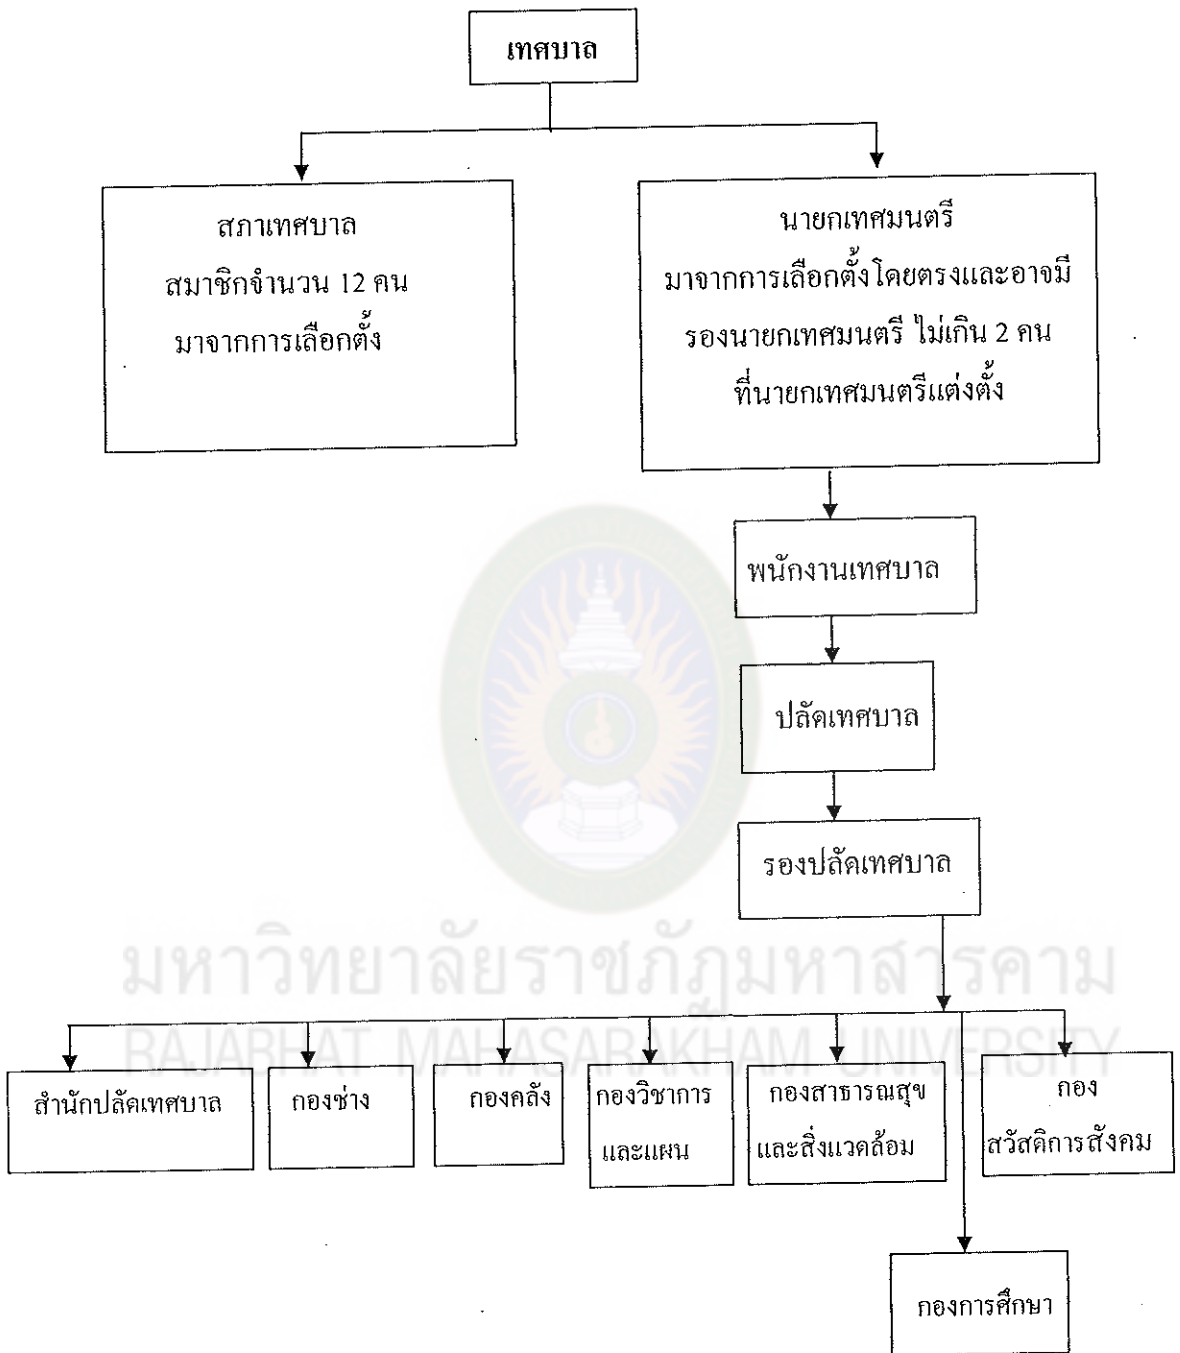 เทศบาล
สภาเทศบาล
สมาชิกจำนวน 12 คน
มาจากการเลือกตั้ง
นายกเทศมนตรี
มาจากการเลือกตั้งโดยตรงและอาจมี
รองนายกเทศมนตรี ไม่เกิน 2 คน
ที่นายกเทศมนตรีแต่งตั้ง
พนักงานเทศบาล
ปลัดเทศบาล
รองปลัดเทศบาล
มหาวิทยาลัยราชภัฏมหาสารคาม
RAJABHAT MAHASARAKHAM UNIVERSITY
สำนักปลัดเทศบาล
กองช่าง
กองคลัง
กองวิชาการ
และแผน
กองสาธารณสุข
และสิ่งแวดล้อม
กอง
สวัสดิการสังคม
กองการศึกษา